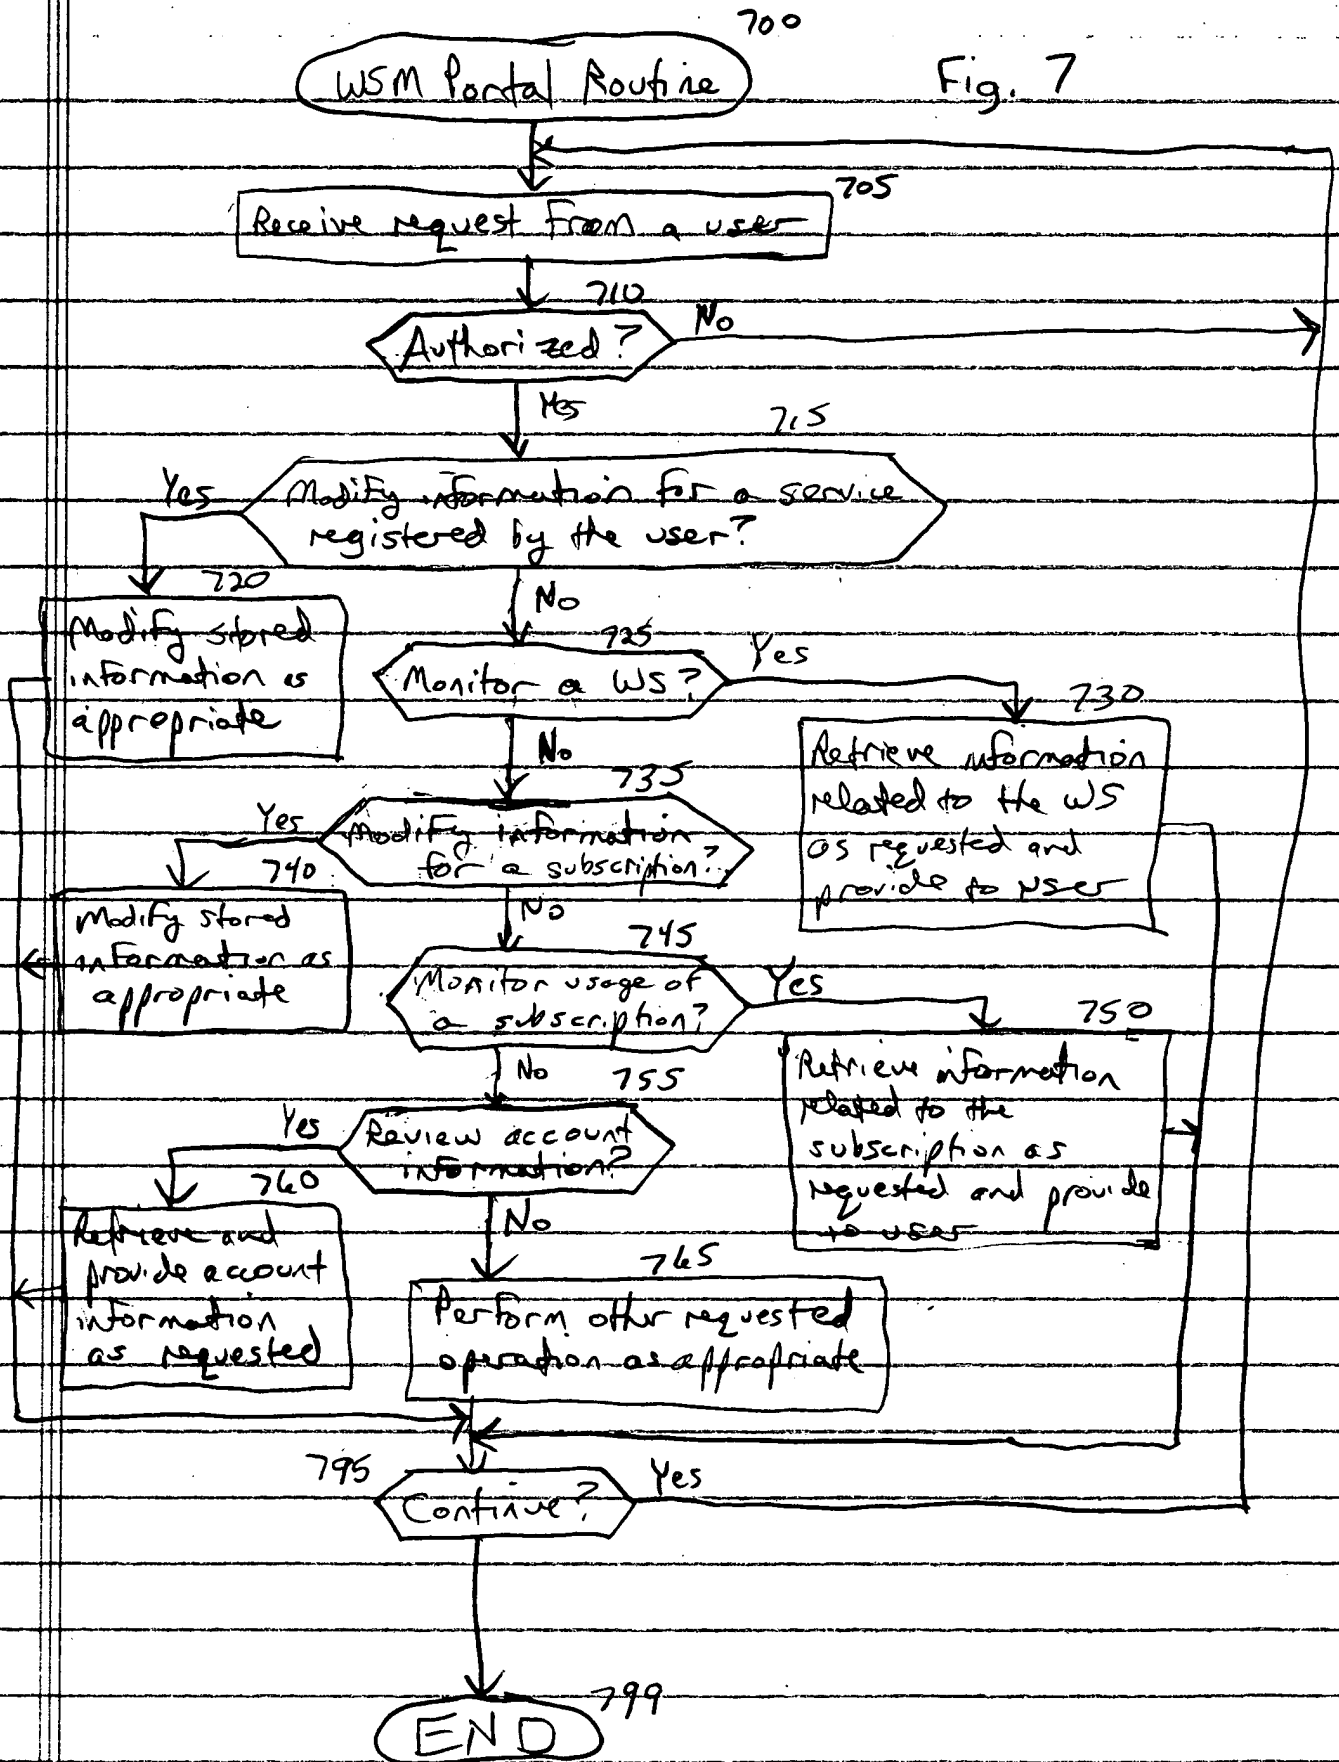 700
WSM Portal Routine
Fig. 7
705
Receive request from a user
710
Authorized?
No
Yes
715
Yes
Modify information for a service
registered by the user?
720
No
Modify stored
information as
appropriate
725
Monitor a WS?
Yes
730
No
Retrieve information
related to the WS
as requested and
provide to user
735
Yes
Modify information
for a subscription?
740
No
Modify stored
information as
appropriate
745
Monitor usage of
a subscription?
Yes
750
No
Retrieve information
related to the
subscription as
requested and provide
to user
755
Yes
Review account
information?
760
No
Retrieve and
provide account
information
as requested
765
Perform other requested
operation as appropriate
795
Continue?
Yes
799
END